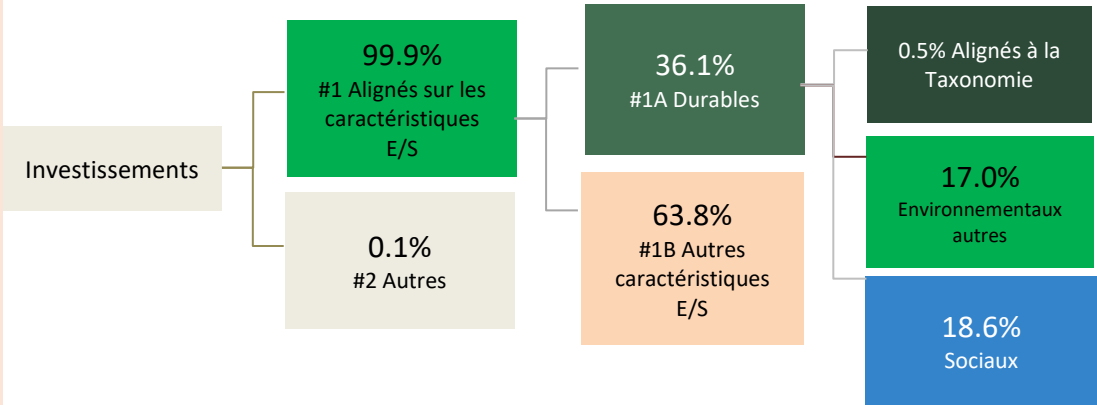 Investissements
99.9%
#1 Alignés sur les
caractéristiques
E/S
0.1%
#2 Autres
36.1%
#1A Durables
63.8%
#1B Autres
caractéristiques
E/S
0.5% Alignés à la
Taxonomie
17.0%
Environnementaux
autres
18.6%
Sociaux